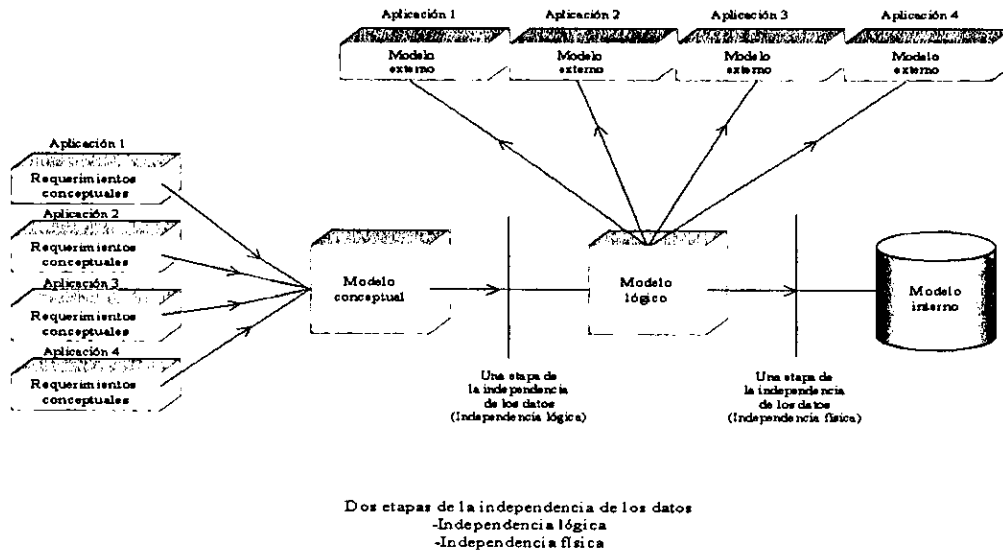 Aplicación 1
Aplicación 2
Aplicación 3
Aplicación 4
Modelo
externo
Modelo
externo
Modelo
externo
Modelo
externo
Aplicación 1
Requerimientos
conceptuales
Aplicación 2
Requerimientos
conceptuales
Aplicación 3
Requerimientos
conceptuales
Aplicación 4
Requerimientos
conceptuales
Modelo
conceptual
Modelo
lógico
Modelo
interno
Una etapa de
la independencia
de los datos
(Independencia lógica)
Una etapa de
la independencia
de los datos
(Independencia física)
Dos etapas de la independencia de los datos
-Independencia lógica
-Independencia física